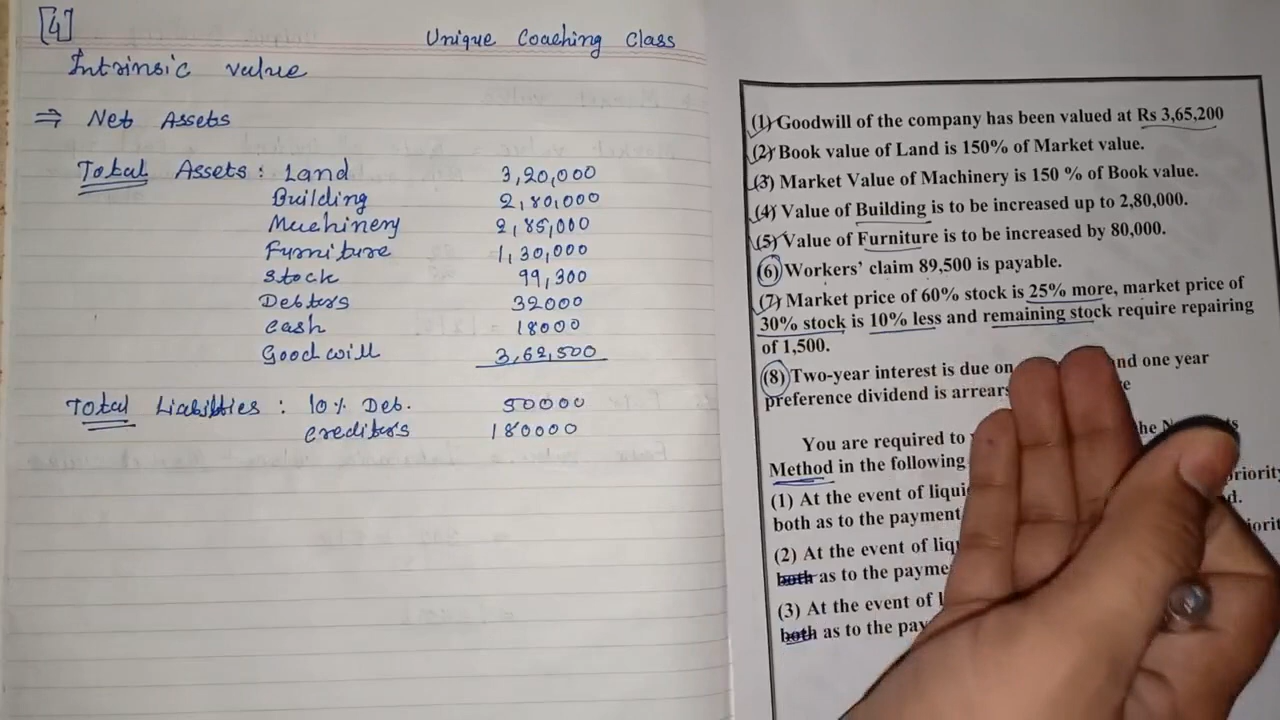 [4]
Unique Coaching Class
Intrinsic value
⇒ Net Assets
Total Assets : Land 3,20,000
Building 2,80,000
Machinery 2,85,000
Furniture 1,30,000
Stock 99,300
Debtors 32000
Cash 18000
Goodwill 3,62,500
Total Liabilities : 10% Deb. 50000
Creditors 180000
(1) Goodwill of the company has been valued at Rs 3,65,200
(2) Book value of Land is 150% of Market value.
(3) Market Value of Machinery is 150 % of Book value.
(4) Value of Building is to be increased up to 2,80,000.
(5) Value of Furniture is to be increased by 80,000.
(6) Workers' claim 89,500 is payable.
(7) Market price of 60% stock is 25% more, market price of
30% stock is 10% less and remaining stock require repairing
of 1,500.
(8) Two-year interest is due on and one year
preference dividend is arrears
You are required to the
Method in the following
(1) At the event of priority
both as to the payment
(2) At the event of
both as to the
(3) At the event of
both as to the